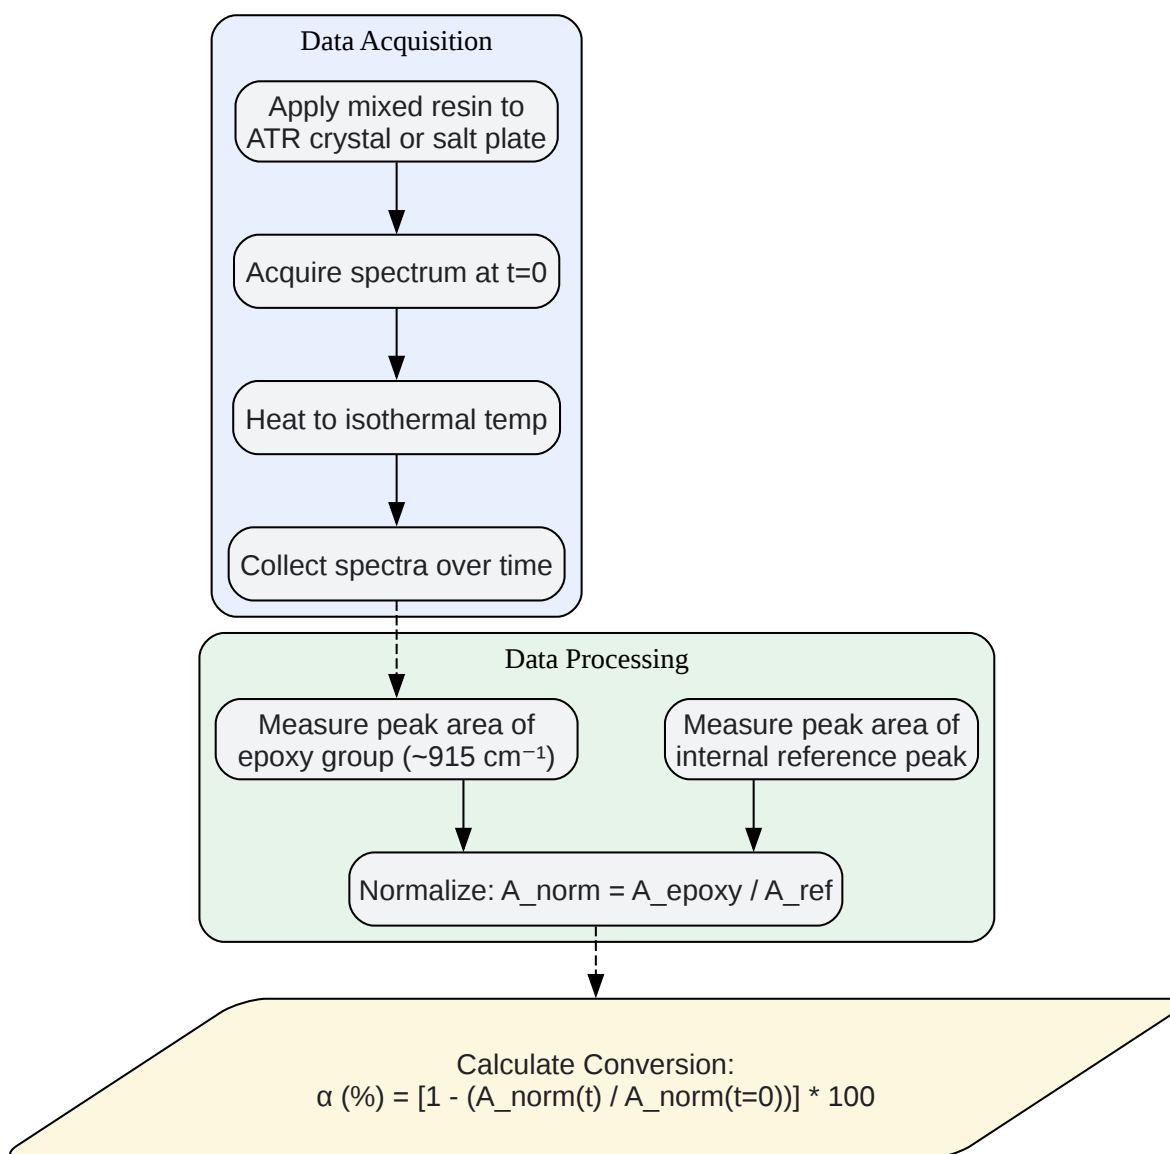 Data Acquisition
Apply mixed resin to
ATR crystal or salt plate
Acquire spectrum at t=0
Heat to isothermal temp
Collect spectra over time
Data Processing
Measure peak area of
epoxy group (~915 cm⁻¹)
Measure peak area of
internal reference peak
Normalize: A_norm = A_epoxy / A_ref
Calculate Conversion:
α (%) = [1 - (A_norm(t) / A_norm(t=0))] * 100